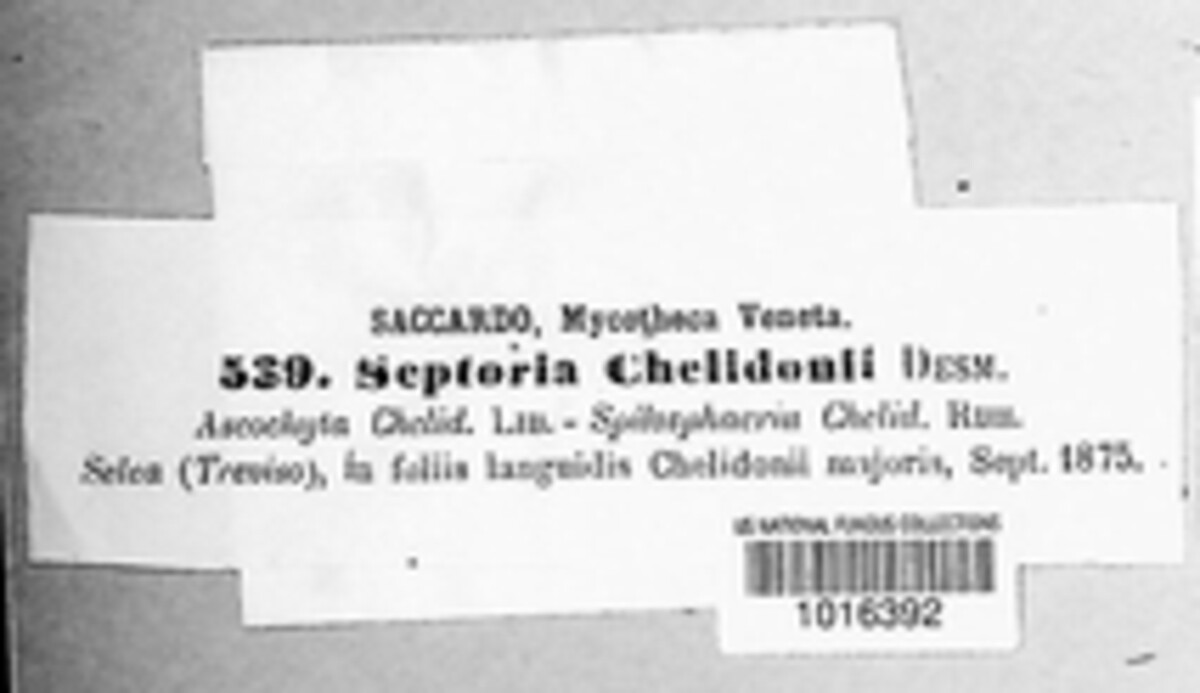 SACCARDO, Mycotheca Veneta.
539. Septoria Chelidonii DESM.
Ascochyta Chelid. LIB. - Spilosphaeria Chelid. RBH.
Selva (Treviso), in foliis languidis Chelidonii majoris, Sept. 1875.
US NATIONAL FUNGUS COLLECTIONS
1016392